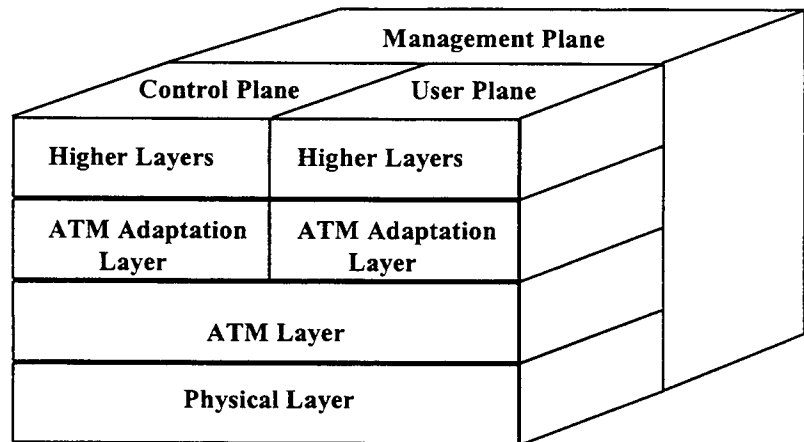 Management Plane
Control Plane
User Plane
Higher Layers
Higher Layers
ATM Adaptation
Layer
ATM Adaptation
Layer
ATM Layer
Physical Layer